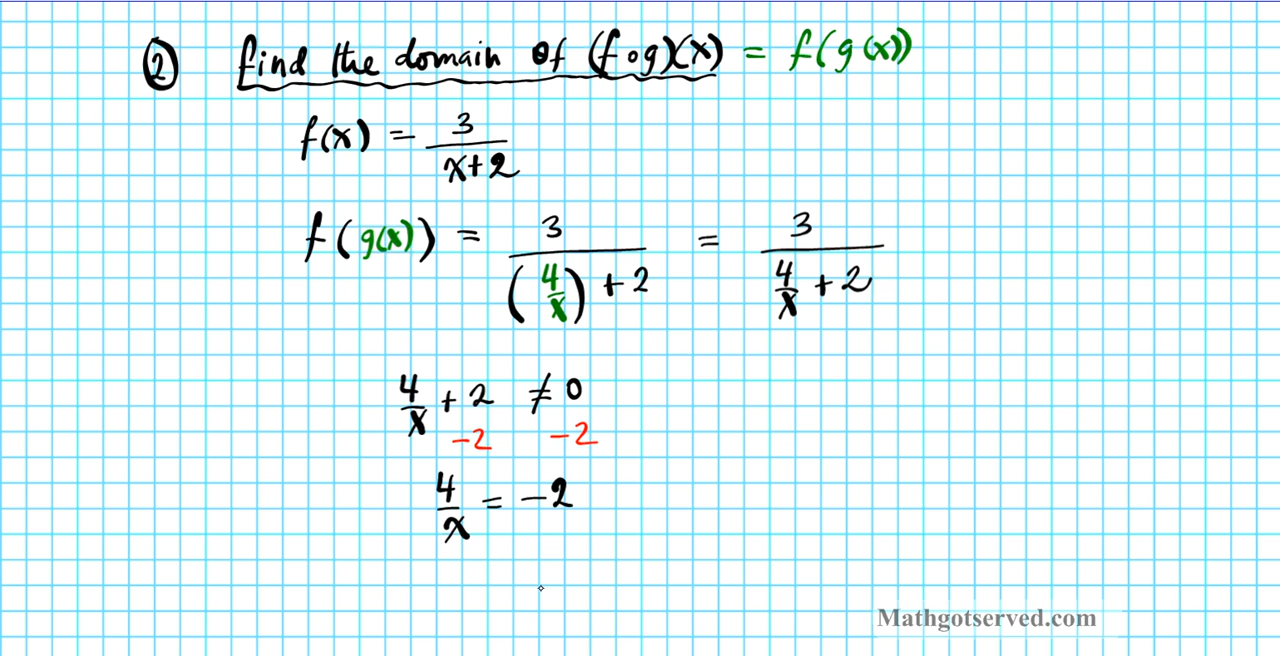 ② find the domain of (f∘g)(x) = f(g(x))
f(x) = 3/(x+2)
f(g(x)) = 3/((4/x) + 2) = 3/(4/x + 2)
4/x + 2 ≠ 0
-2 -2
4/x = -2
Mathgotserved.com